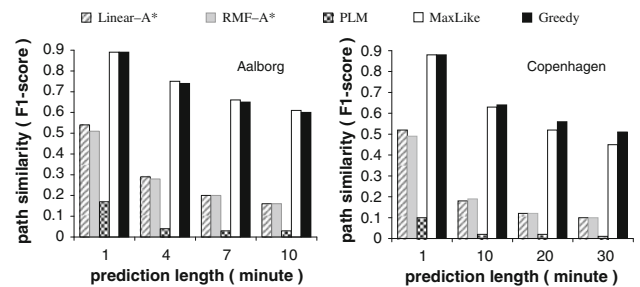 Linear–A* RMF–A* PLM MaxLike Greedy
path similarity ( F1-score )
0.9
0.8
0.7
0.6
0.5
0.4
0.3
0.2
0.1
0
Aalborg
1 4 7 10
prediction length ( minute )
path similarity ( F1-score )
0.9
0.8
0.7
0.6
0.5
0.4
0.3
0.2
0.1
0
Copenhagen
1 10 20 30
prediction length ( minute )